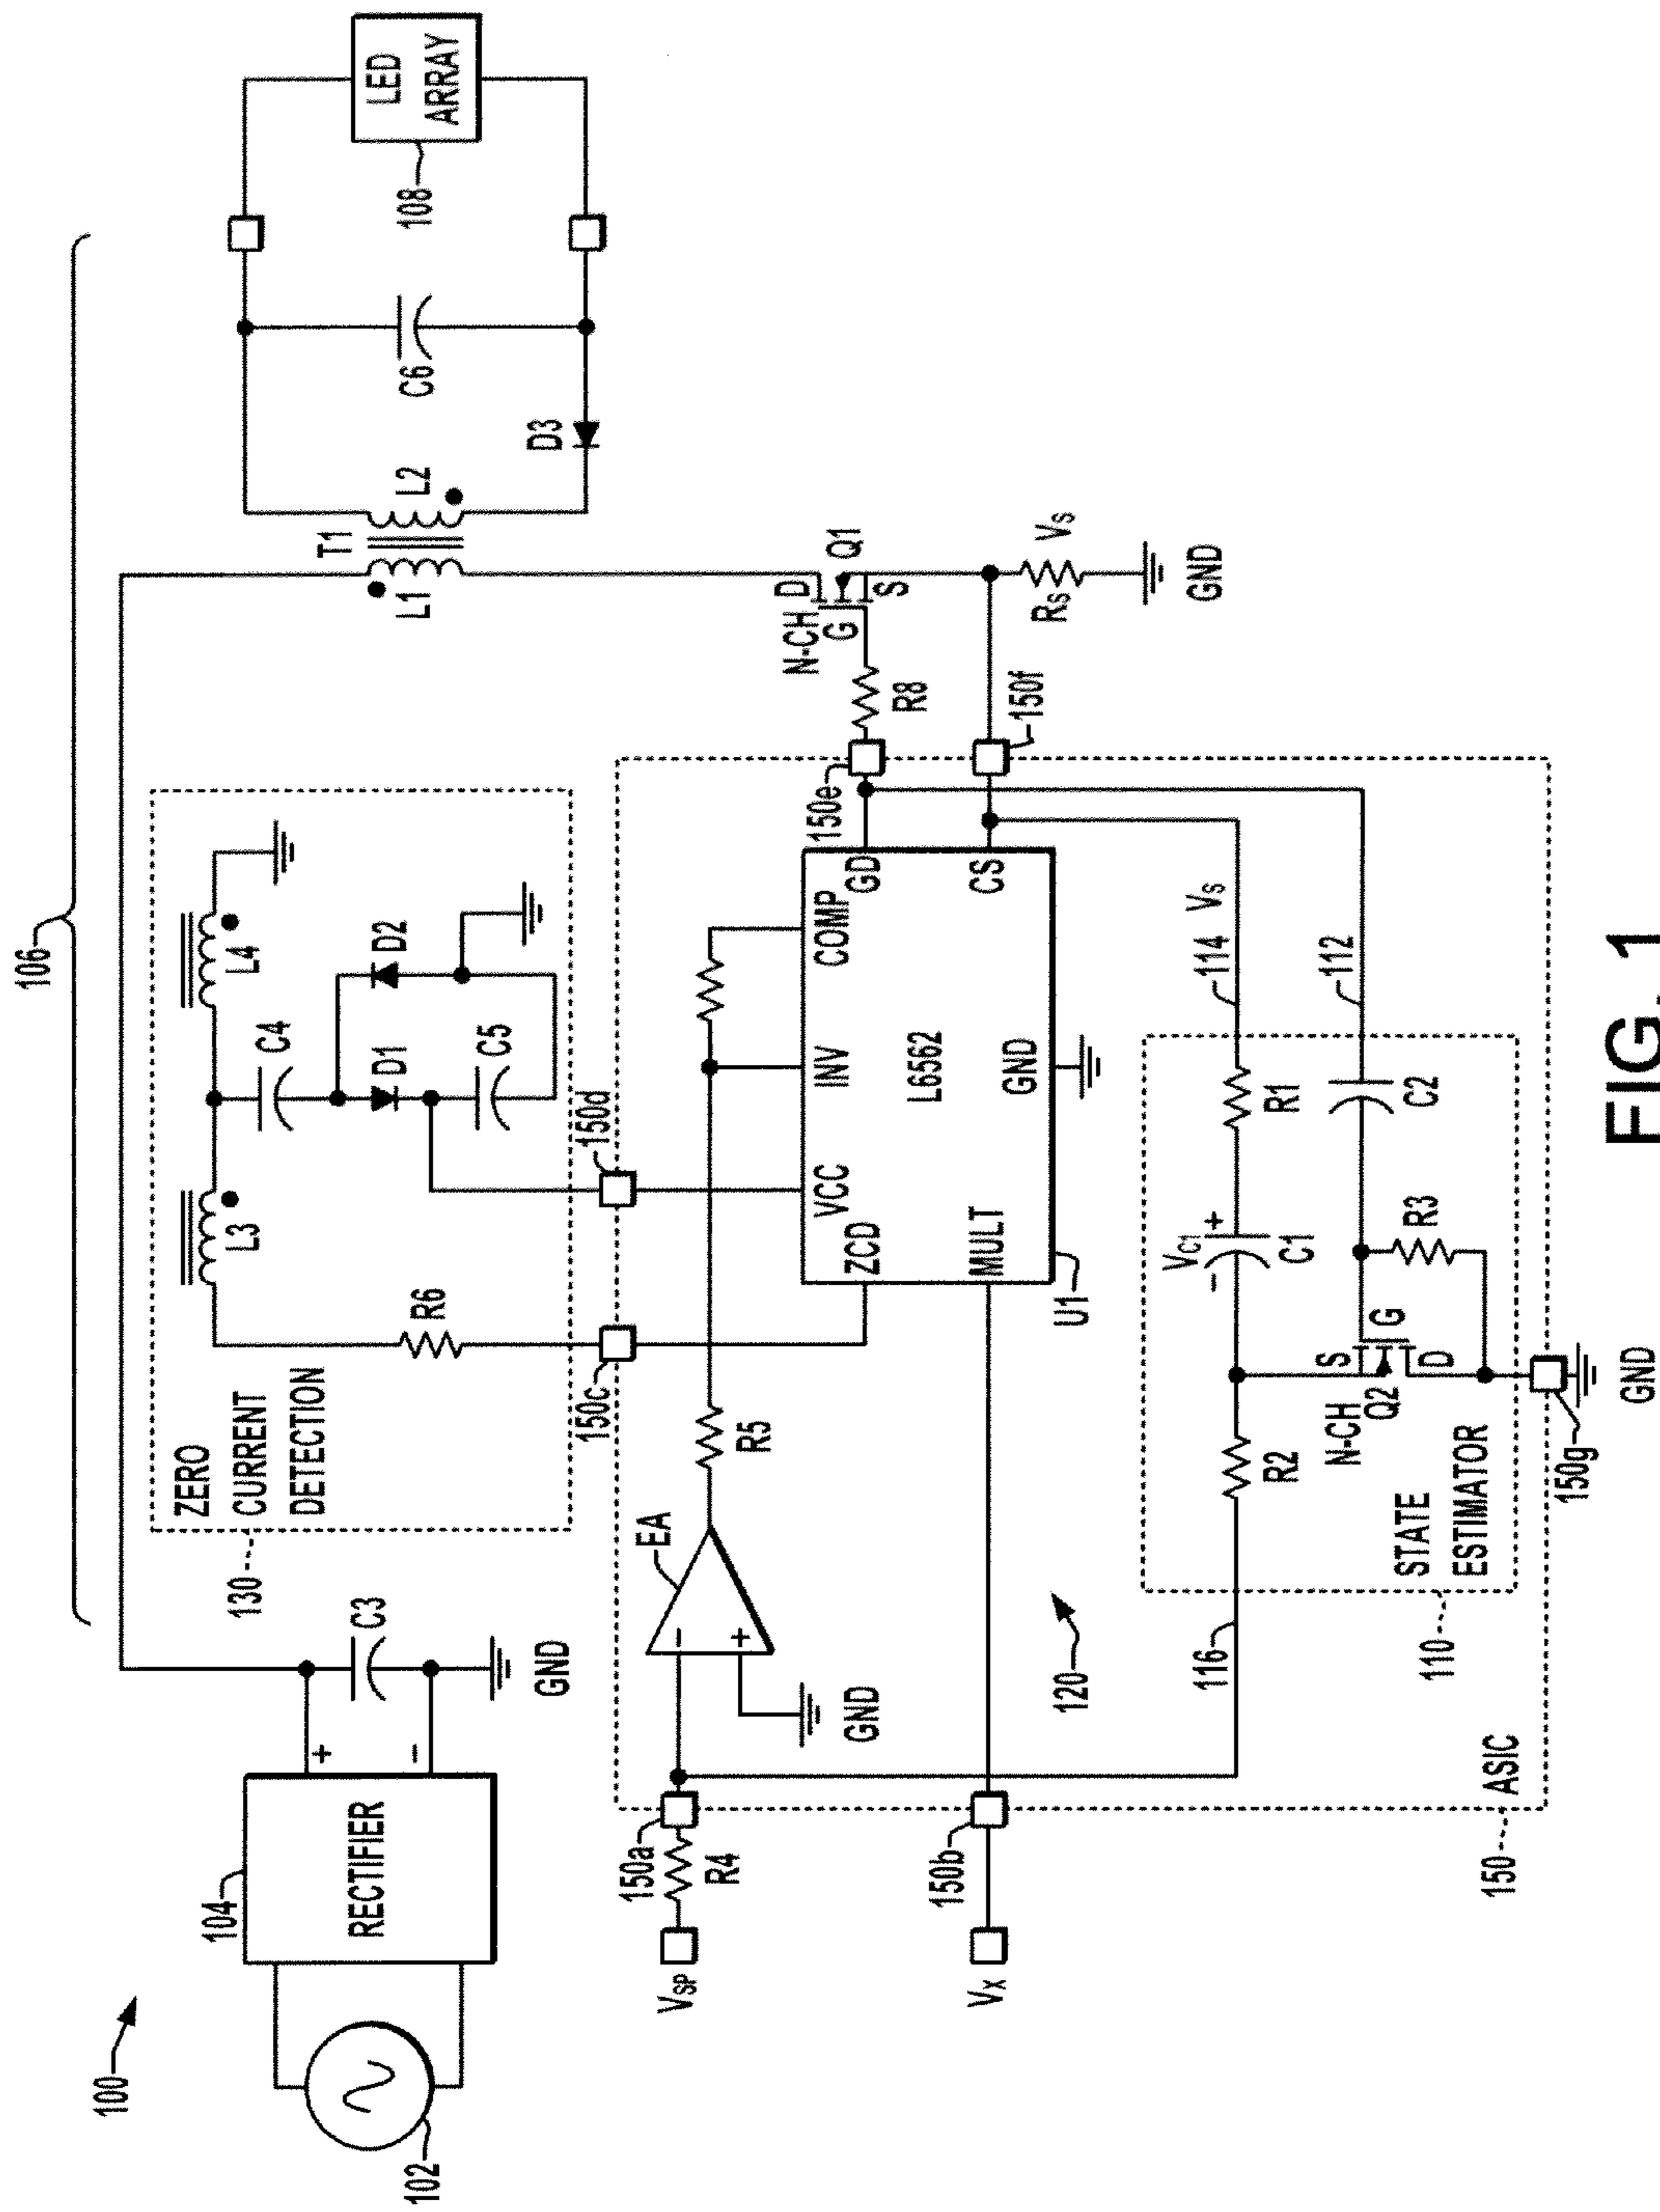 100
102
104
RECTIFIER
+
−
C3
GND
106
130
ZERO
CURRENT
DETECTION
L3
L4
C4
D1
D2
C5
R6
T1
L1
L2
D3
C6
LED
ARRAY
108
VSP
R4
150a
VX
150b
150c
150d
EA
−
+
GND
R5
ZCD
VCC
INV
COMP
MULT
L6562
GND
GD
CS
U1
150e
150f
R8
N-CH
D
G
S
Q1
RS
VS
GND
120
116
114
VS
112
R2
VC1
−
+
C1
R1
C2
R3
N-CH
Q2
S
G
D
STATE
ESTIMATOR
110
150g
GND
150
ASIC
FIG. 1